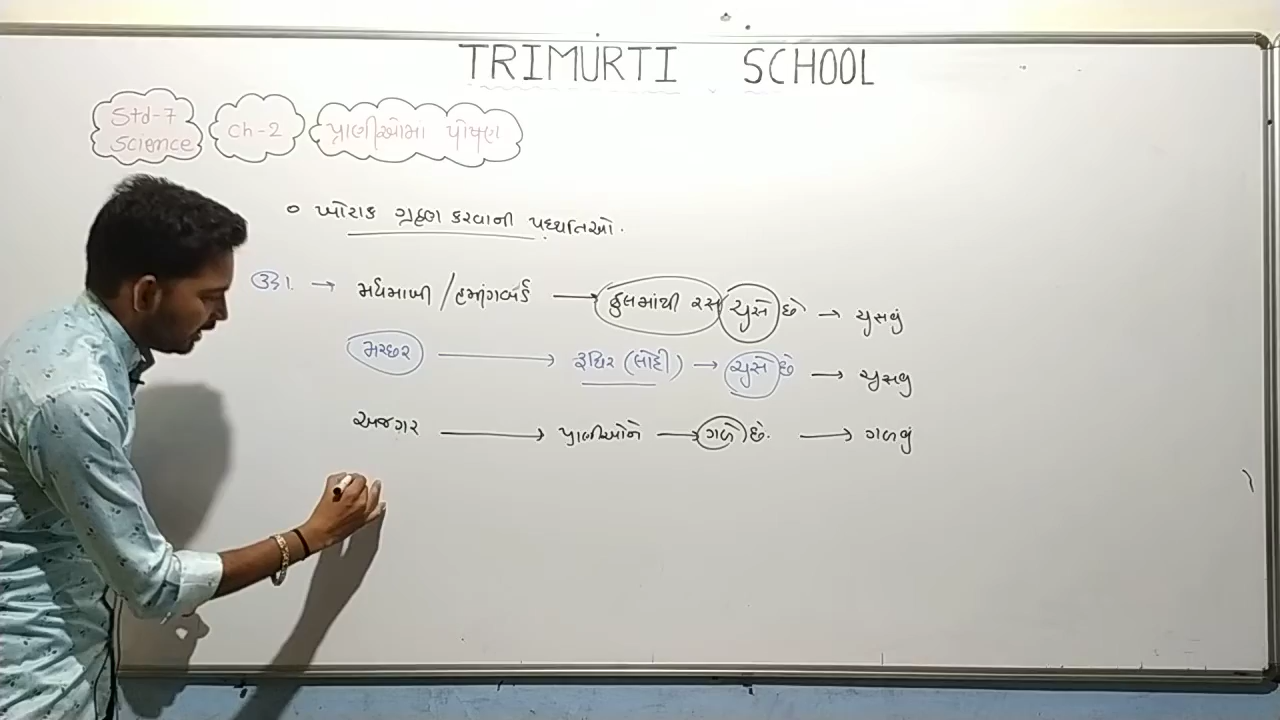 TRIMURTI SCHOOL
Std-7 Science
Ch-2
પ્રાણીઓમાં પોષણ
ખોરાક ગ્રહણ કરવાની પધ્ધતિઓ.
ઉદા. → મધમાખી / હમીંગબર્ડ → ફુલમાંથી રસ ચુસે છે → ચુસવું
મચ્છર → રૂધિર (લોહી) → ચુસે છે → ચુસવુ
અજગર → પ્રાણીઓને → ગળે છે. → ગળવું